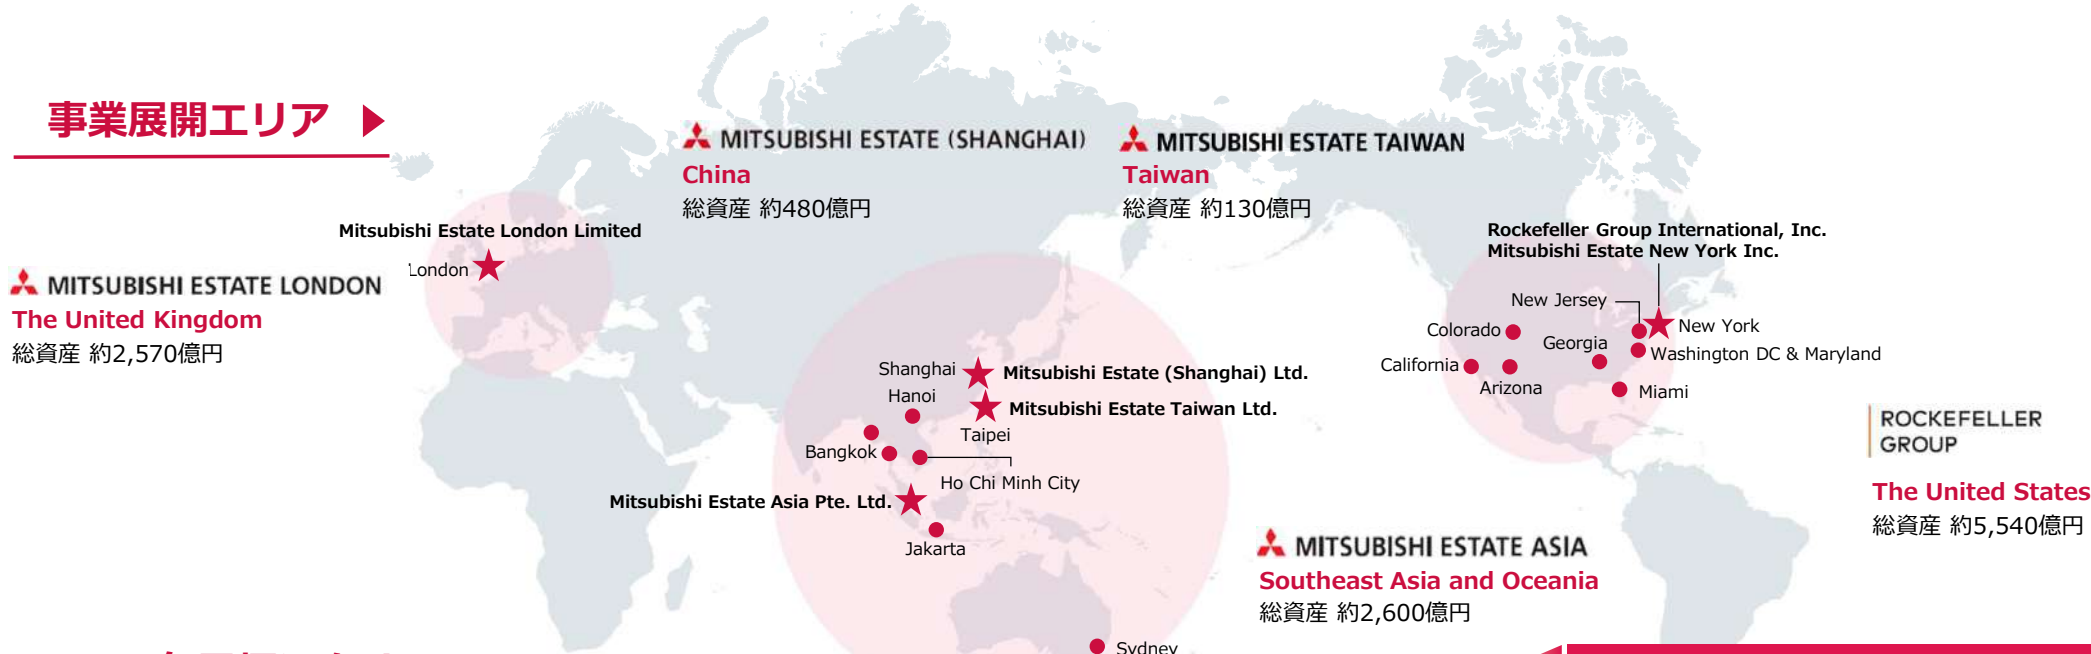 事業展開エリア
MITSUBISHI ESTATE (SHANGHAI)
China
総資産 約480億円
MITSUBISHI ESTATE TAIWAN
Taiwan
総資産 約130億円
Mitsubishi Estate London Limited
London
MITSUBISHI ESTATE LONDON
The United Kingdom
総資産 約2,570億円
Rockefeller Group International, Inc.
Mitsubishi Estate New York Inc.
New Jersey
New York
Colorado
Georgia
Washington DC & Maryland
California
Arizona
Miami
Shanghai
Mitsubishi Estate (Shanghai) Ltd.
Hanoi
Mitsubishi Estate Taiwan Ltd.
Taipei
Bangkok
Ho Chi Minh City
Mitsubishi Estate Asia Pte. Ltd.
Jakarta
ROCKEFELLER
GROUP
The United States
総資産 約5,540億円
MITSUBISHI ESTATE ASIA
Southeast Asia and Oceania
総資産 約2,600億円
Sydney